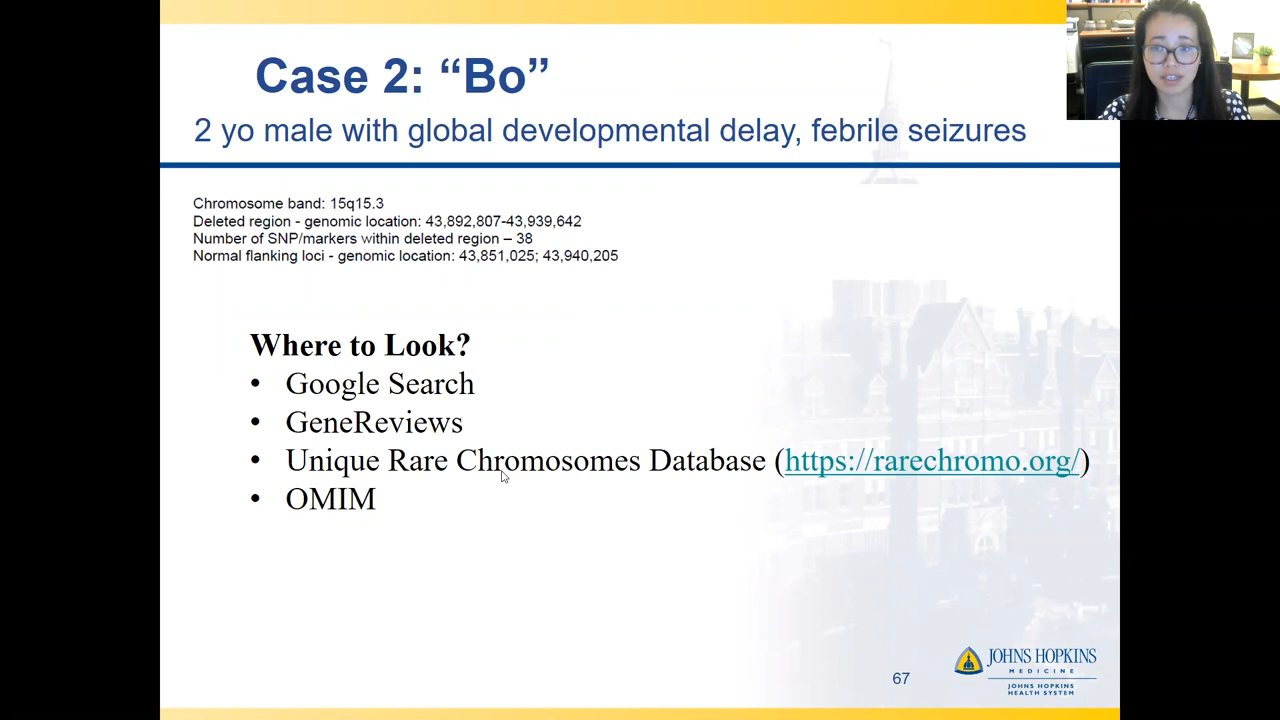 Case 2: “Bo”
2 yo male with global developmental delay, febrile seizures
Chromosome band: 15q15.3
Deleted region - genomic location: 43,892,807-43,939,642
Number of SNP/markers within deleted region – 38
Normal flanking loci - genomic location: 43,851,025; 43,940,205
Where to Look?
• Google Search
• GeneReviews
• Unique Rare Chromosomes Database (https://rarechromo.org/)
• OMIM
67
JOHNS HOPKINS
MEDICINE
JOHNS HOPKINS
HEALTH SYSTEM